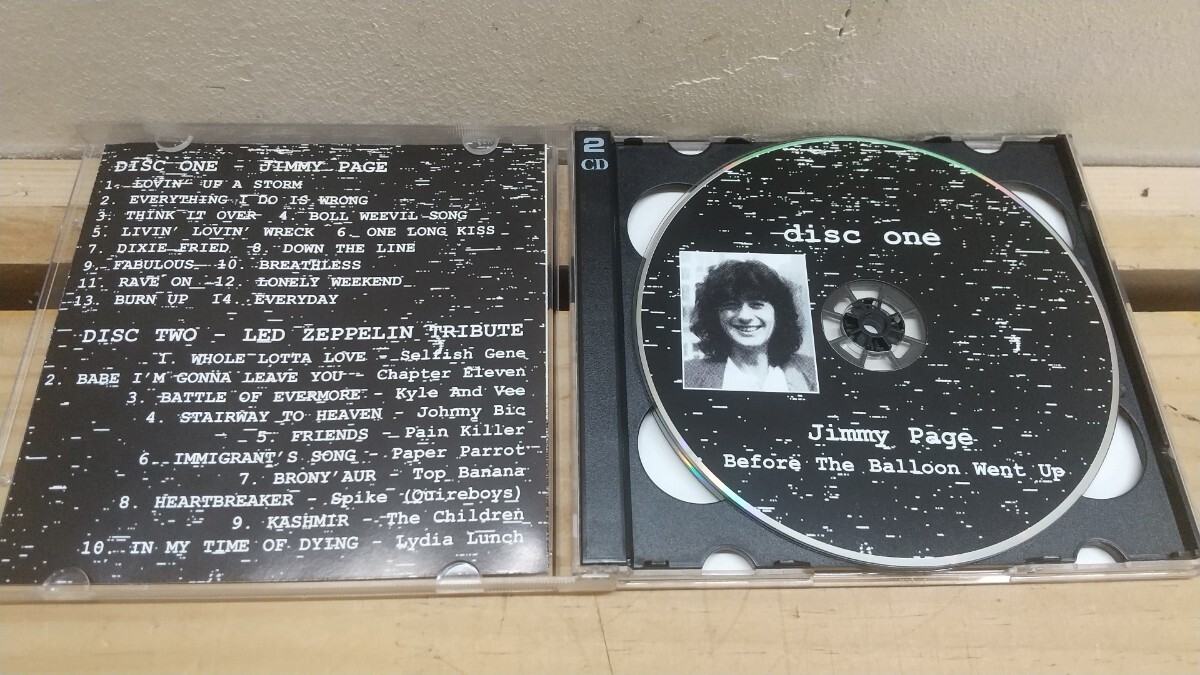 DISC ONE - JIMMY PAGE
1. LOVIN' UP A STORM
2. EVERYTHING I DO IS WRONG
3. THINK IT OVER 4. BOLL WEEVIL SONG
5. LIVIN' LOVIN' WRECK 6. ONE LONG KISS
7. DIXIE FRIED 8. DOWN THE LINE
9. FABULOUS 10. BREATHLESS
11. RAVE ON 12. LONELY WEEKEND
13. BURN UP 14. EVERYDAY
DISC TWO - LED ZEPPELIN TRIBUTE
1. WHOLE LOTTA LOVE - Selfish Gene
2. BABE I'M GONNA LEAVE YOU - Chapter Eleven
3. BATTLE OF EVERMORE - Kyle And Vee
4. STAIRWAY TO HEAVEN - Johnny Bic
5. FRIENDS - Pain Killer
6. IMMIGRANT'S SONG - Paper Parrot
7. BRONY'AUR - Top Banana
8. HEARTBREAKER - Spike (Quireboys)
9. KASHMIR - The Children
10. IN MY TIME OF DYING - Lydia Lunch
2
CD
disc one
Jimmy Page
Before The Balloon Went Up